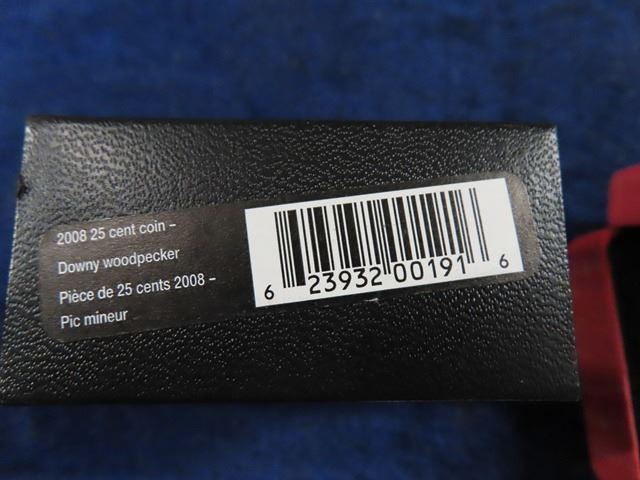 2008 25 cent coin –
Downy woodpecker
Pièce de 25 cents 2008 –
Pic mineur
6 23932 00191 6